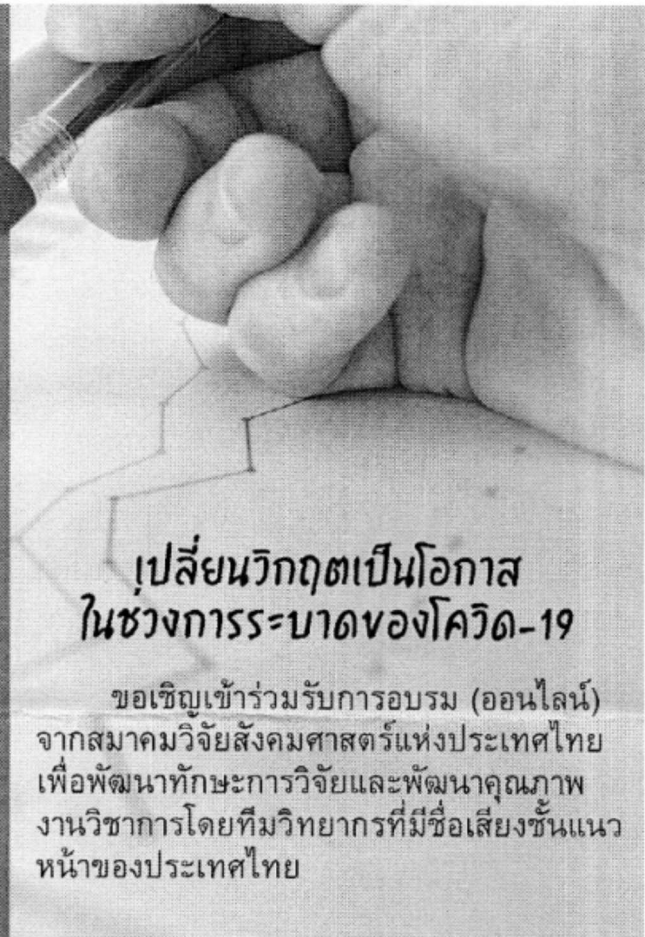 เปลี่ยนวิกฤตเป็นโอกาส
ในช่วงการระบาดของโควิด-19
ขอเชิญเข้าร่วมรับการอบรม (ออนไลน์)
จากสมาคมวิจัยสังคมศาสตร์แห่งประเทศไทย
เพื่อพัฒนาทักษะการวิจัยและพัฒนาคุณภาพ
งานวิชาการโดยทีมวิทยากรที่มีชื่อเสียงชั้นแนว
หน้าของประเทศไทย